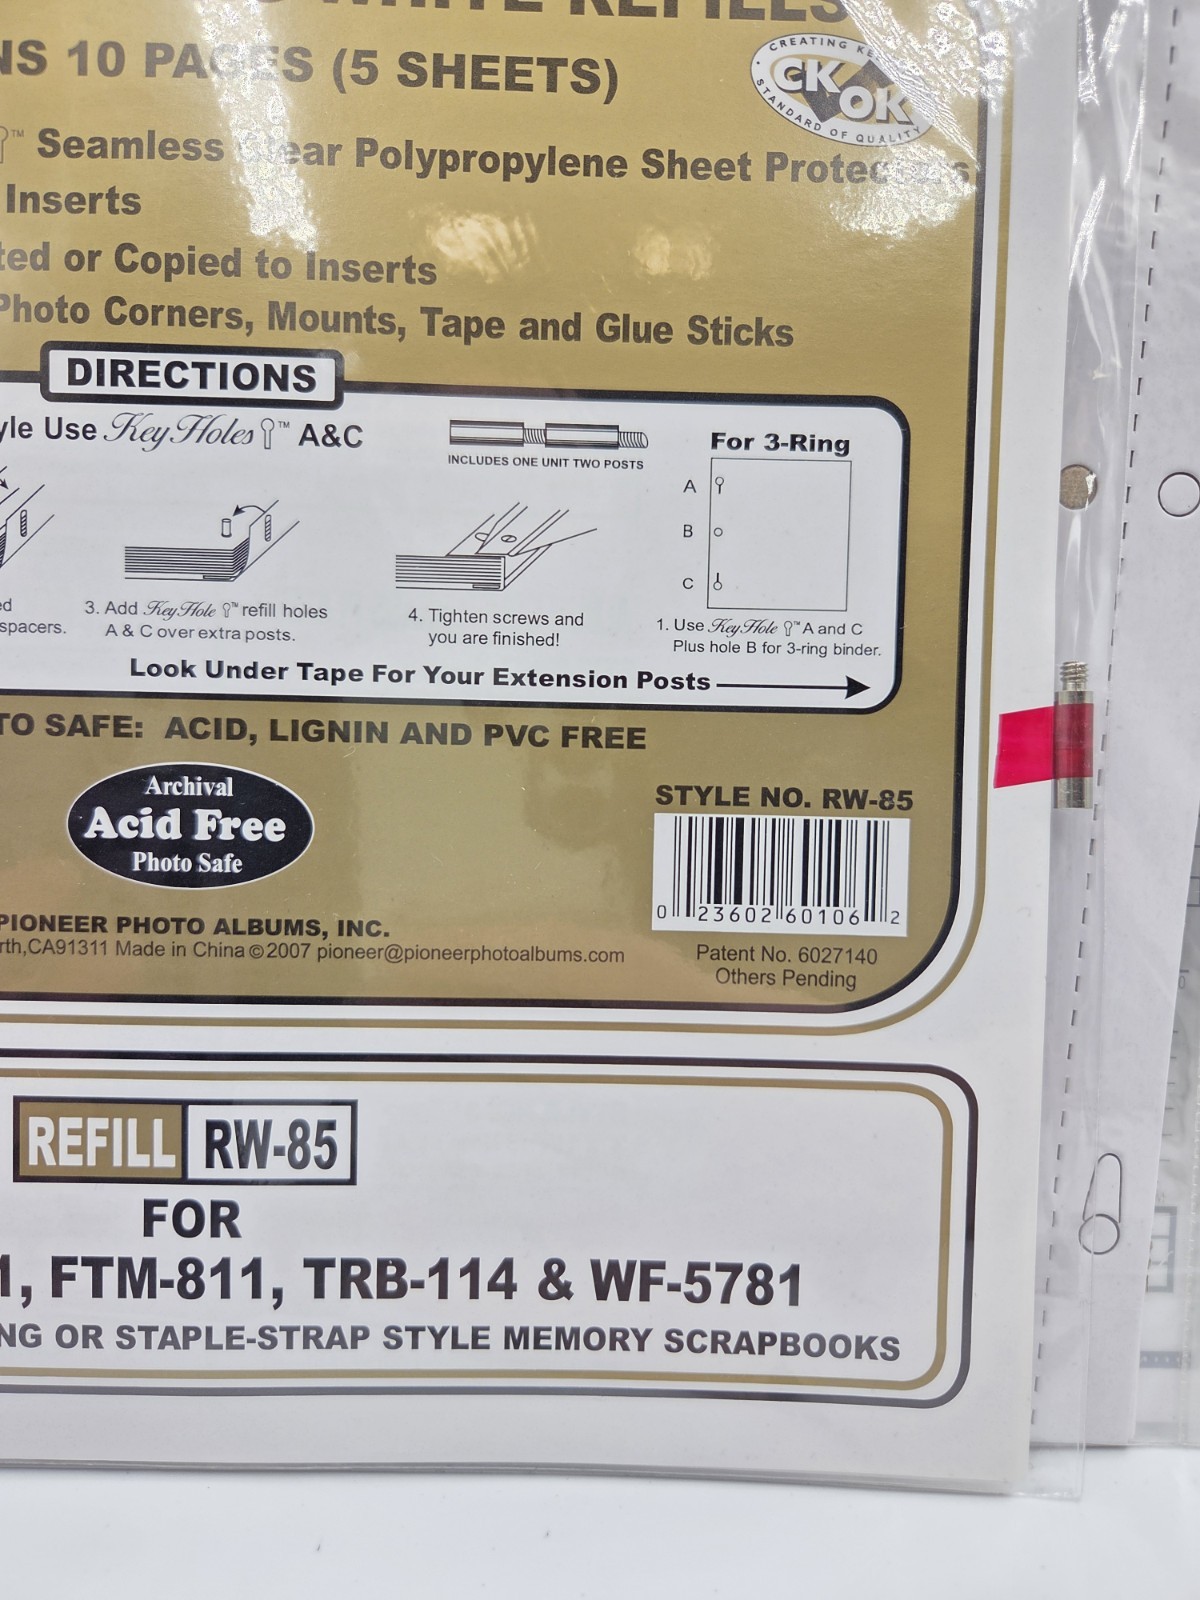 WHITE REFILLS
NS 10 PAGES (5 SHEETS)
CREATING
CK
OK
STANDARD OF QUALITY
™ Seamless Clear Polypropylene Sheet Protectors
Inserts
ted or Copied to Inserts
Photo Corners, Mounts, Tape and Glue Sticks
DIRECTIONS
yle Use KeyHoles™ A&C
INCLUDES ONE UNIT TWO POSTS
For 3-Ring
A
B
C
ed
spacers.
3. Add KeyHole™ refill holes
A & C over extra posts.
4. Tighten screws and
you are finished!
1. Use KeyHole™ A and C
Plus hole B for 3-ring binder.
Look Under Tape For Your Extension Posts
TO SAFE: ACID, LIGNIN AND PVC FREE
Archival
Acid Free
Photo Safe
STYLE NO. RW-85
0 23602 60106 2
PIONEER PHOTO ALBUMS, INC.
rth,CA91311 Made in China ©2007 pioneer@pioneerphotoalbums.com
Patent No. 6027140
Others Pending
REFILL RW-85
FOR
1, FTM-811, TRB-114 & WF-5781
NG OR STAPLE-STRAP STYLE MEMORY SCRAPBOOKS